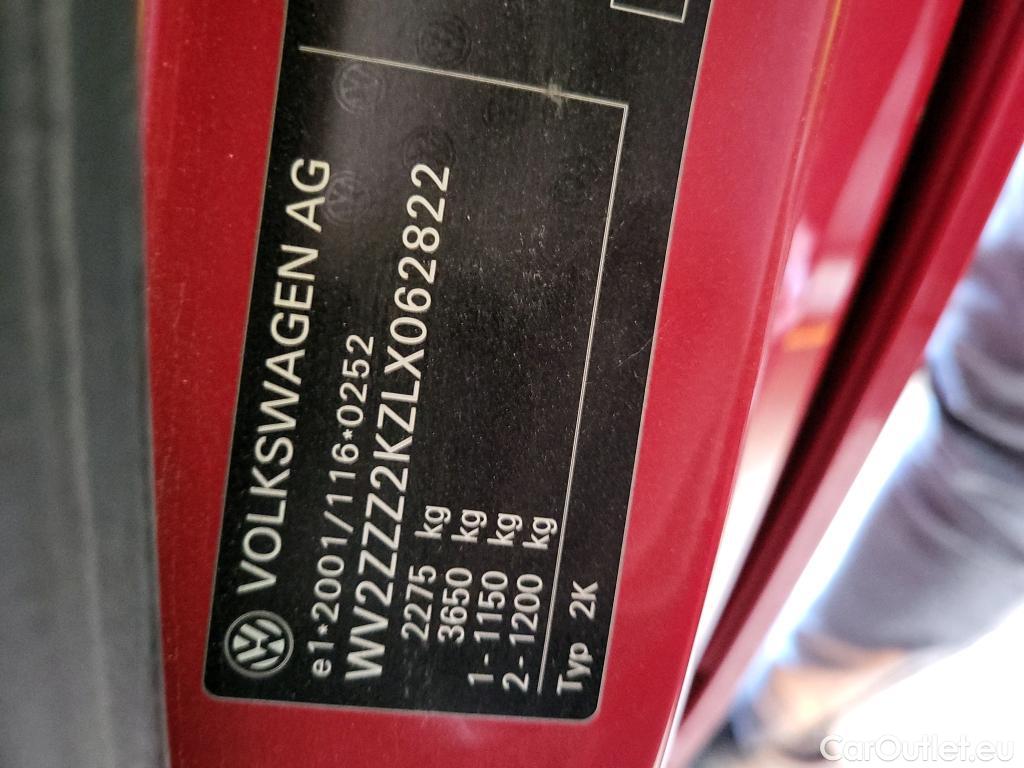 VOLKSWAGEN AG
e1*2001/116*0252
WV2ZZZ2KZLX062822
2275 kg
3650 kg
1- 1150 kg
2- 1200 kg
Typ 2K
CarOutlet.eu